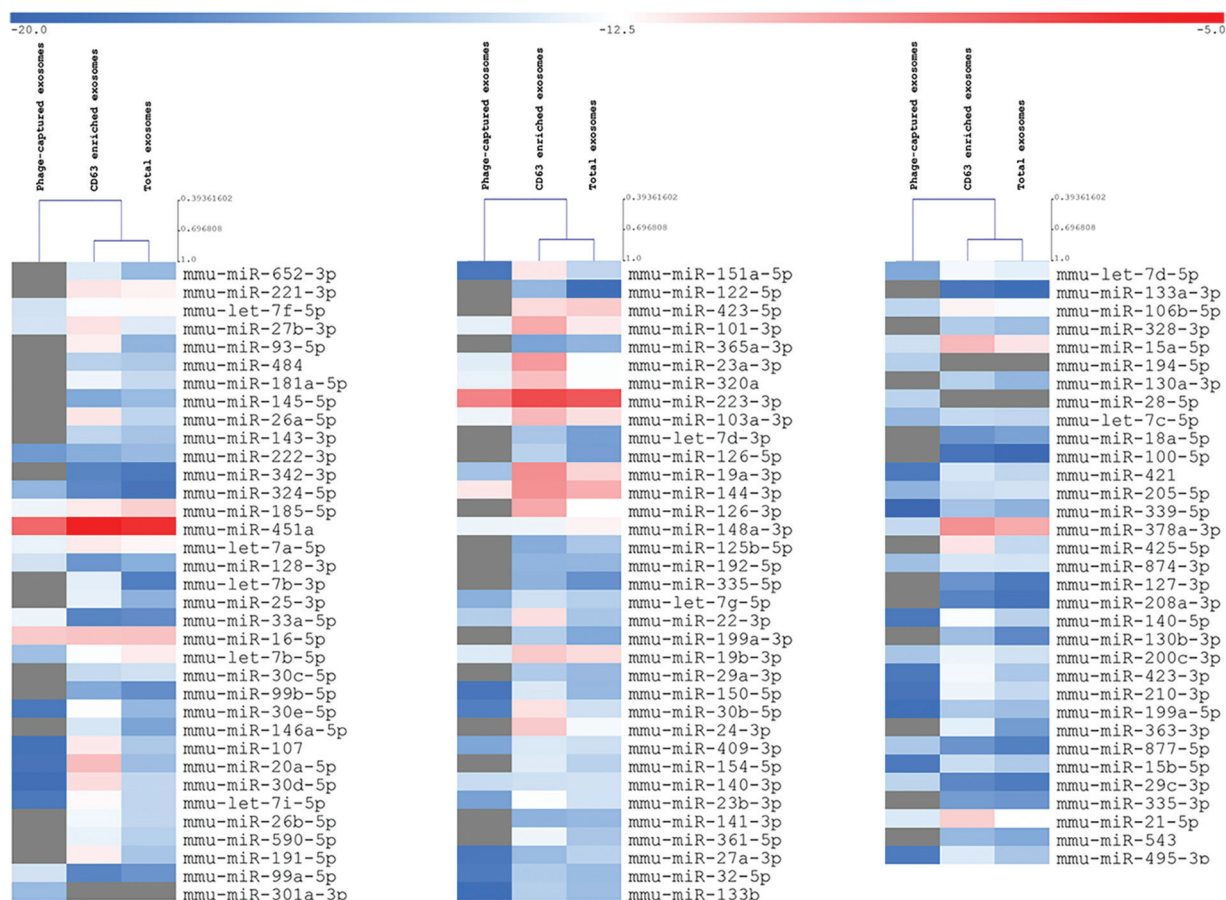 -20.0 -12.5 -5.0
Phage-captured exosomes
CD63 enriched exosomes
Total exosomes
0.39361602
0.696808
1.0
mmu-miR-652-3p
mmu-miR-221-3p
mmu-let-7f-5p
mmu-miR-27b-3p
mmu-miR-93-5p
mmu-miR-484
mmu-miR-181a-5p
mmu-miR-145-5p
mmu-miR-26a-5p
mmu-miR-143-3p
mmu-miR-222-3p
mmu-miR-342-3p
mmu-miR-324-5p
mmu-miR-185-5p
mmu-miR-451a
mmu-let-7a-5p
mmu-miR-128-3p
mmu-let-7b-3p
mmu-miR-25-3p
mmu-miR-33a-5p
mmu-miR-16-5p
mmu-let-7b-5p
mmu-miR-30c-5p
mmu-miR-99b-5p
mmu-miR-30e-5p
mmu-miR-146a-5p
mmu-miR-107
mmu-miR-20a-5p
mmu-miR-30d-5p
mmu-let-7i-5p
mmu-miR-26b-5p
mmu-miR-590-5p
mmu-miR-191-5p
mmu-miR-99a-5p
mmu-miR-301a-3p
Phage-captured exosomes
CD63 enriched exosomes
Total exosomes
0.39361602
0.696808
1.0
mmu-miR-151a-5p
mmu-miR-122-5p
mmu-miR-423-5p
mmu-miR-101-3p
mmu-miR-365a-3p
mmu-miR-23a-3p
mmu-miR-320a
mmu-miR-223-3p
mmu-miR-103a-3p
mmu-let-7d-3p
mmu-miR-126-5p
mmu-miR-19a-3p
mmu-miR-144-3p
mmu-miR-126-3p
mmu-miR-148a-3p
mmu-miR-125b-5p
mmu-miR-192-5p
mmu-miR-335-5p
mmu-let-7g-5p
mmu-miR-22-3p
mmu-miR-199a-3p
mmu-miR-19b-3p
mmu-miR-29a-3p
mmu-miR-150-5p
mmu-miR-30b-5p
mmu-miR-24-3p
mmu-miR-409-3p
mmu-miR-154-5p
mmu-miR-140-3p
mmu-miR-23b-3p
mmu-miR-141-3p
mmu-miR-361-5p
mmu-miR-27a-3p
mmu-miR-32-5p
mmu-miR-133b
Phage-captured exosomes
CD63 enriched exosomes
Total exosomes
0.39361602
0.696808
1.0
mmu-let-7d-5p
mmu-miR-133a-3p
mmu-miR-106b-5p
mmu-miR-328-3p
mmu-miR-15a-5p
mmu-miR-194-5p
mmu-miR-130a-3p
mmu-miR-28-5p
mmu-let-7c-5p
mmu-miR-18a-5p
mmu-miR-100-5p
mmu-miR-421
mmu-miR-205-5p
mmu-miR-339-5p
mmu-miR-378a-3p
mmu-miR-425-5p
mmu-miR-874-3p
mmu-miR-127-3p
mmu-miR-208a-3p
mmu-miR-140-5p
mmu-miR-130b-3p
mmu-miR-200c-3p
mmu-miR-423-3p
mmu-miR-210-3p
mmu-miR-199a-5p
mmu-miR-363-3p
mmu-miR-877-5p
mmu-miR-15b-5p
mmu-miR-29c-3p
mmu-miR-335-3p
mmu-miR-21-5p
mmu-miR-543
mmu-miR-495-3p